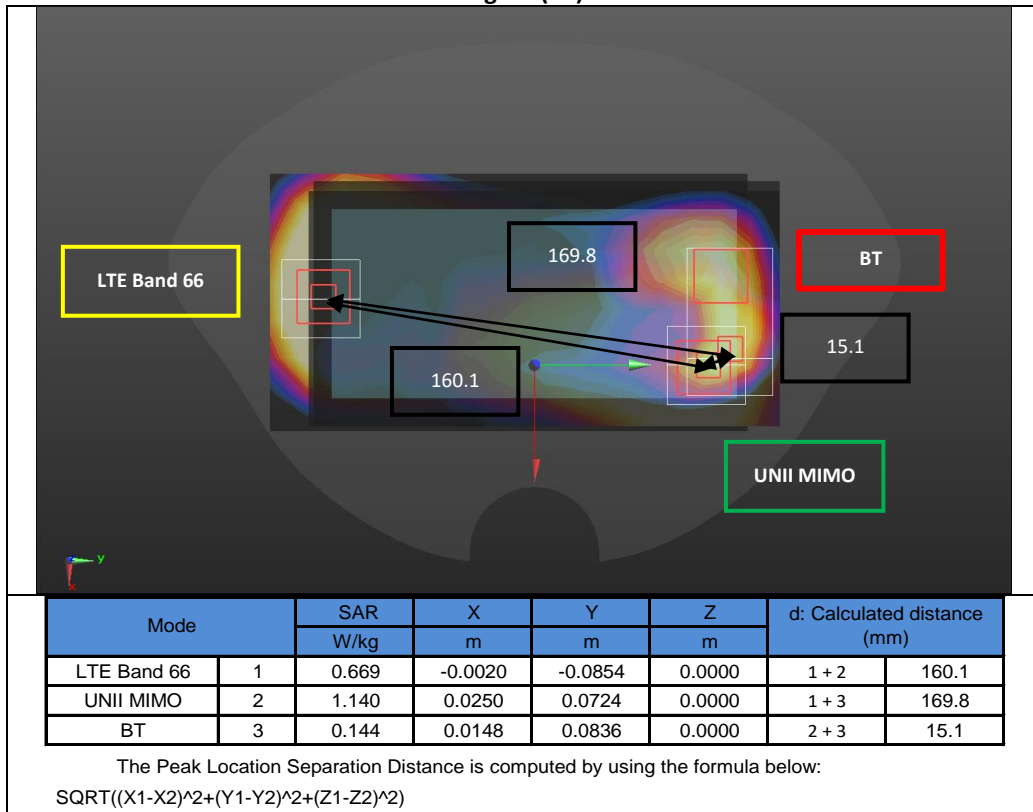 169.8
BT
LTE Band 66
15.1
160.1
UNII MIMO
y
x
Mode SAR X Y Z d: Calculated distance (mm)
W/kg m m m
LTE Band 66 1 0.669 -0.0020 -0.0854 0.0000 1 + 2 160.1
UNII MIMO 2 1.140 0.0250 0.0724 0.0000 1 + 3 169.8
BT 3 0.144 0.0148 0.0836 0.0000 2 + 3 15.1
The Peak Location Separation Distance is computed by using the formula below:
SQRT((X1-X2)^2+(Y1-Y2)^2+(Z1-Z2)^2)